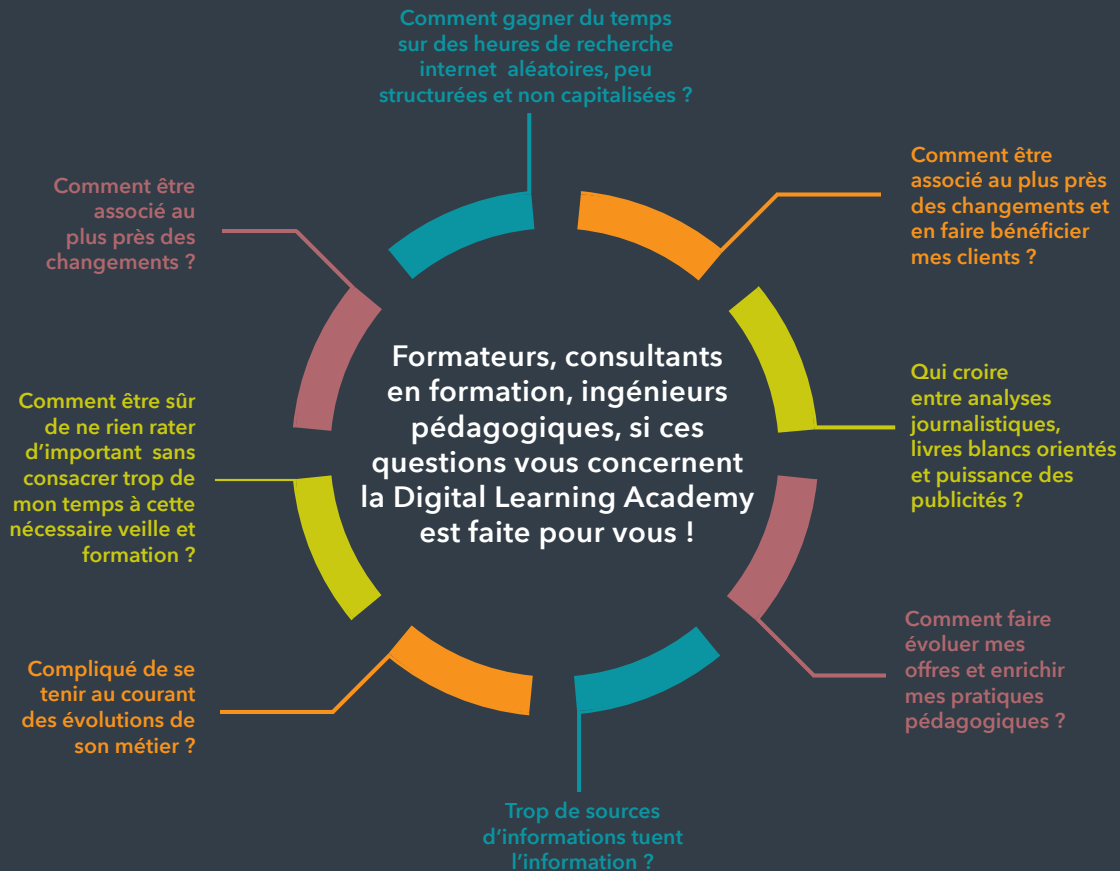 Comment gagner du temps
sur des heures de recherche
internet aléatoires, peu
structurées et non capitalisées ?
Comment être
associé au plus près
des changements et
en faire bénéficier
mes clients ?
Qui croire
entre analyses
journalistiques,
livres blancs orientés
et puissance des
publicités ?
Comment faire
évoluer mes
offres et enrichir
mes pratiques
pédagogiques ?
Trop de sources
d’informations tuent
l’information ?
Compliqué de se
tenir au courant
des évolutions de
son métier ?
Comment être sûr
de ne rien rater
d’important sans
consacrer trop de
mon temps à cette
nécessaire veille et
formation ?
Comment être
associé au
plus près des
changements ?
Formateurs, consultants
en formation, ingénieurs
pédagogiques, si ces
questions vous concernent
la Digital Learning Academy
est faite pour vous !